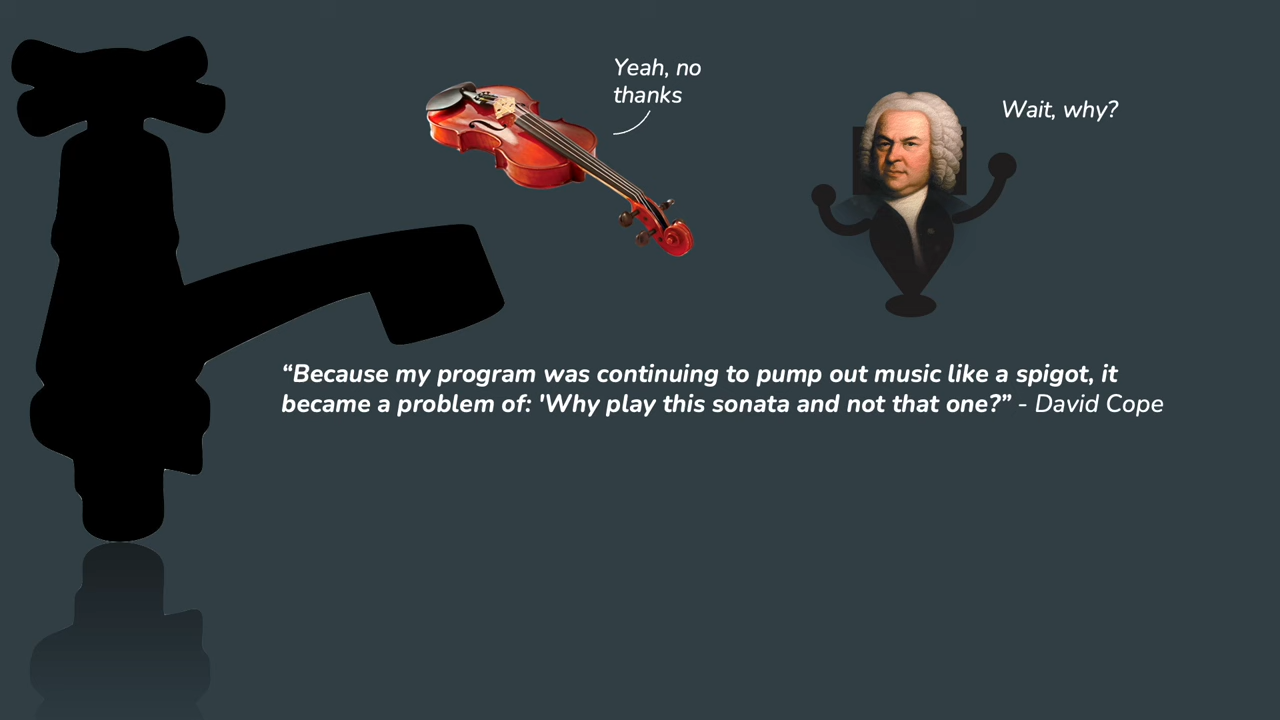 Yeah, no
thanks
Wait, why?
“Because my program was continuing to pump out music like a spigot, it
became a problem of: 'Why play this sonata and not that one?” - David Cope